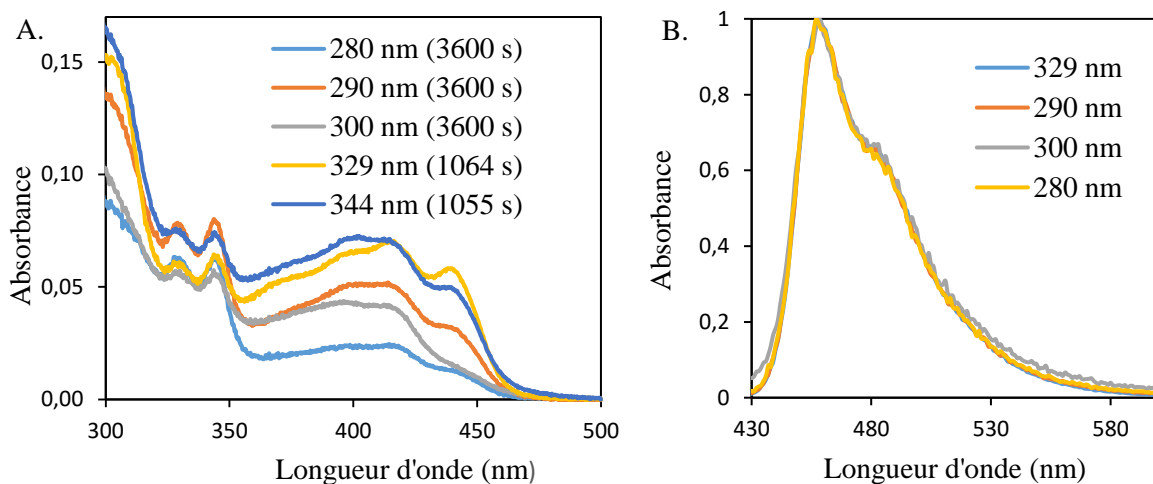 A.
280 nm (3600 s)
290 nm (3600 s)
300 nm (3600 s)
329 nm (1064 s)
344 nm (1055 s)
0,15
0,10
0,05
0,00
Absorbance
300 350 400 450 500
Longueur d'onde (nm)
B.
329 nm
290 nm
300 nm
280 nm
1
0,8
0,6
0,4
0,2
0
Absorbance
430 480 530 580
Longueur d'onde (nm)